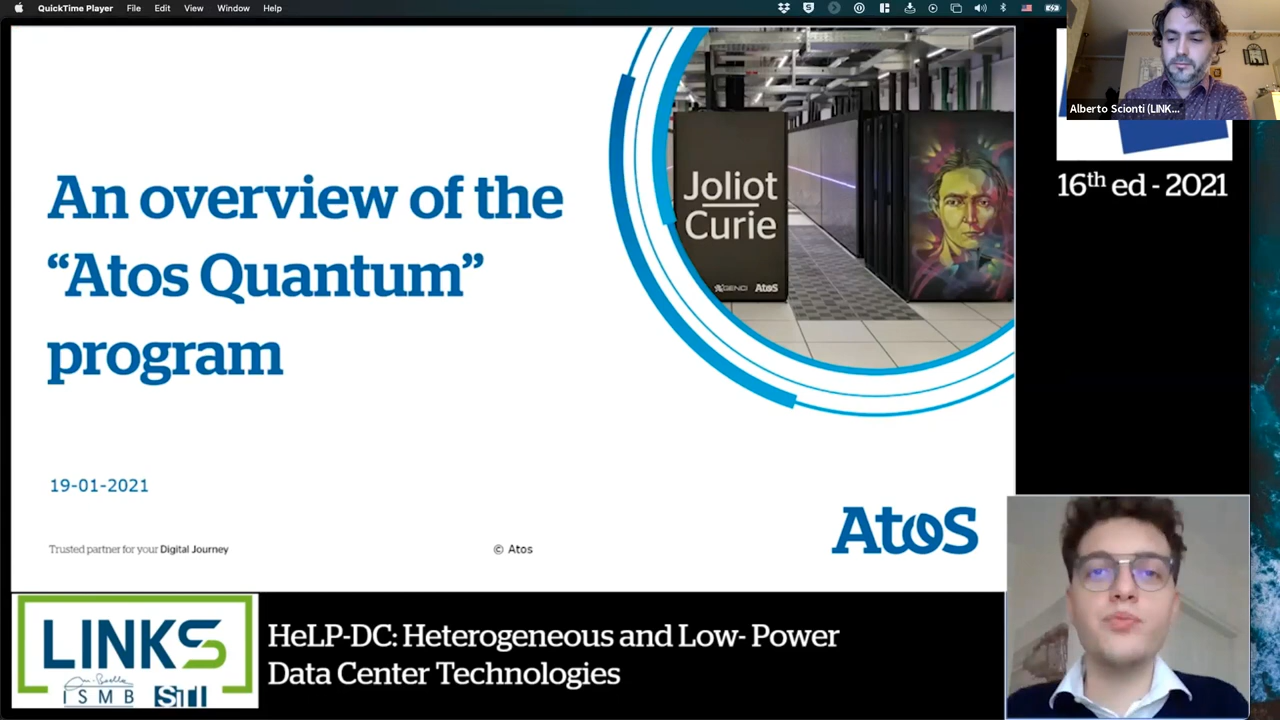 QuickTime Player File Edit View Window Help
Alberto Scionti (LINK...
16th ed - 2021
An overview of the
“Atos Quantum”
program
Joliot
Curie
GENCI Atos
19-01-2021
Trusted partner for your Digital Journey
© Atos
Atos
LINKS
ISMB STI
HeLP-DC: Heterogeneous and Low- Power
Data Center Technologies